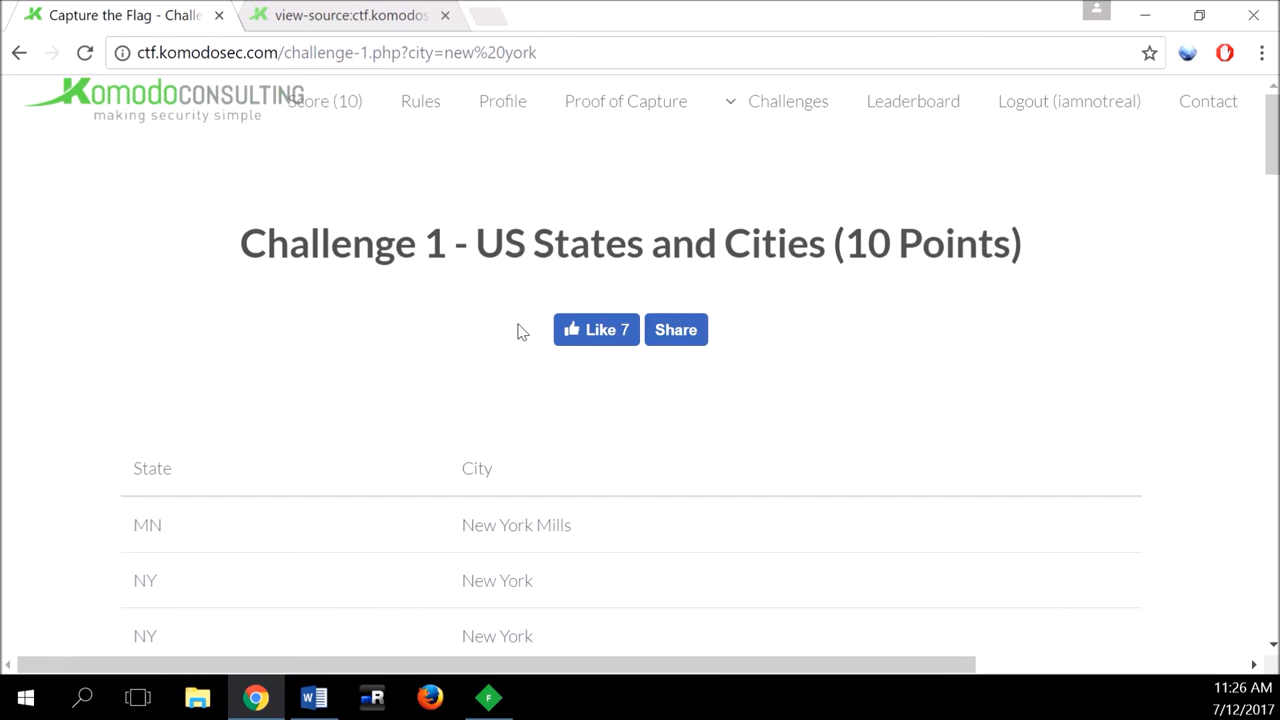 Capture the Flag - Challe
view-source:ctf.komodos
ctf.komodosec.com/challenge-1.php?city=new%20york
KomodoCONSULTING
making security simple
Score (10) Rules Profile Proof of Capture Challenges Leaderboard Logout (iamnotreal) Contact
Challenge 1 - US States and Cities (10 Points)
Like 7 Share
State City
MN New York Mills
NY New York
NY New York
11:26 AM
7/12/2017